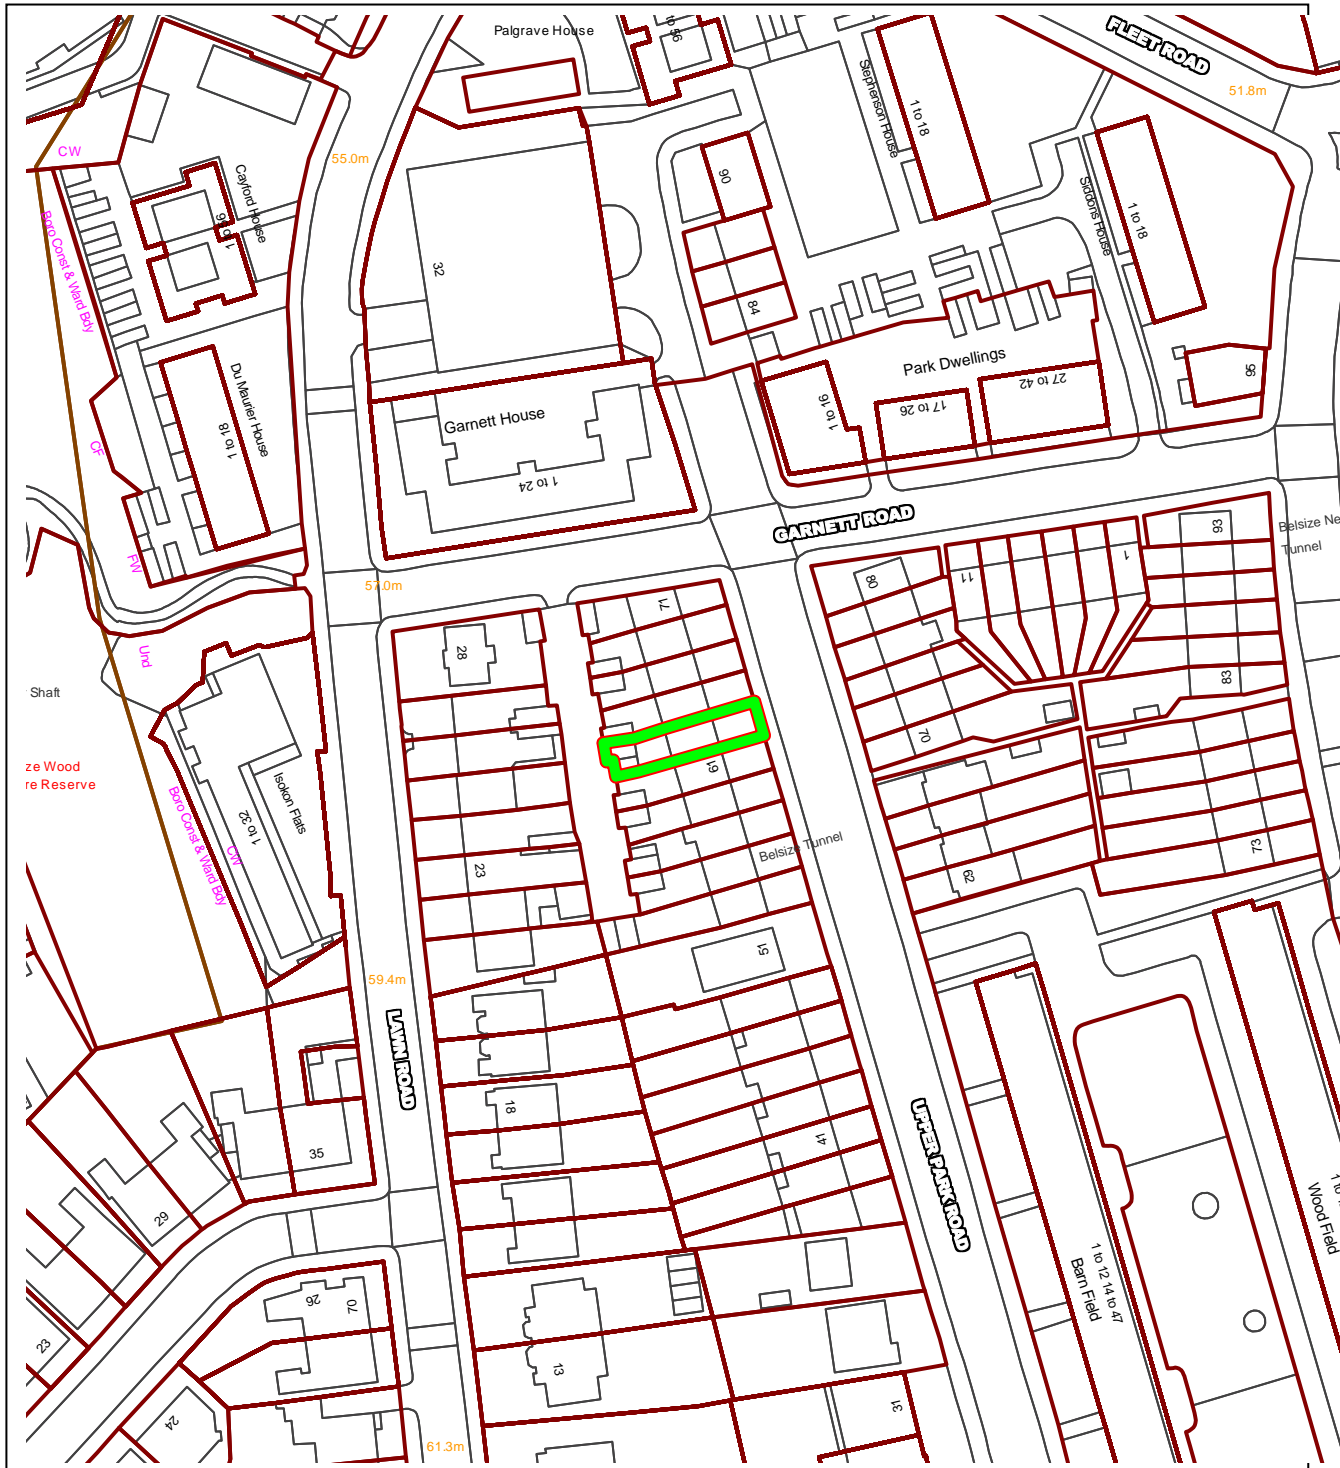 Palgrave House
to 56
FLEET ROAD
51.8m
Stephenson House
1 to 18
CW
55.0m
Cayford House
90
Siddons House
1 to 18
Boro Const & Ward Bdy
32
84
Park Dwellings
Du Maurier House
1 to 18
95
27 to 42
17 to 26
1 to 16
Garnett House
1 to 24
CF
GARNETT ROAD
93
Belsize Ne
Tunnel
FW
57.0m
80
11
1
71
28
Und
Shaft
83
70
61
ze Wood
re Reserve
Isokon Flats
1 to 32
CW
Boro Const & Ward Bdy
Belsize Tunnel
23
62
73
51
59.4m
LAWN ROAD
18
35
41
UPPER PARK ROAD
29
Wood Field
1 to 12 14 to 47
Barn Field
26
70
23
13
24
31
61.3m